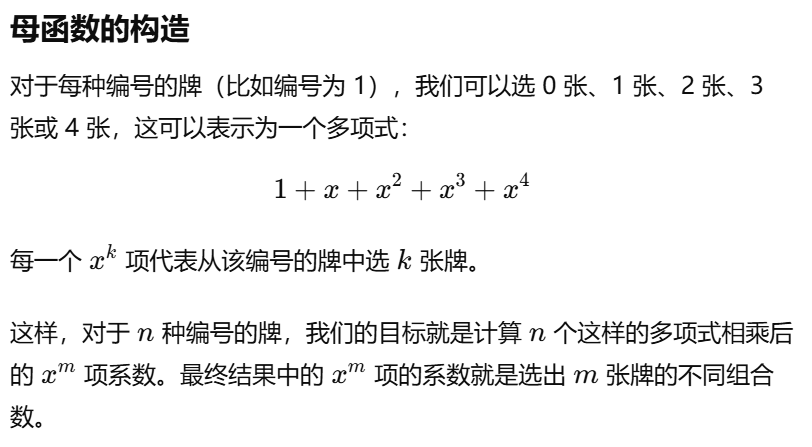 母函数的构造
对于每种编号的牌（比如编号为 1），我们可以选 0 张、1 张、2 张、3
张或 4 张，这可以表示为一个多项式：
1 + x + x² + x³ + x⁴
每一个 xᵏ 项代表从该编号的牌中选 k 张牌。
这样，对于 n 种编号的牌，我们的目标就是计算 n 个这样的多项式相乘后
的 xᵐ 项系数。最终结果中的 xᵐ 项的系数就是选出 m 张牌的不同组合
数。